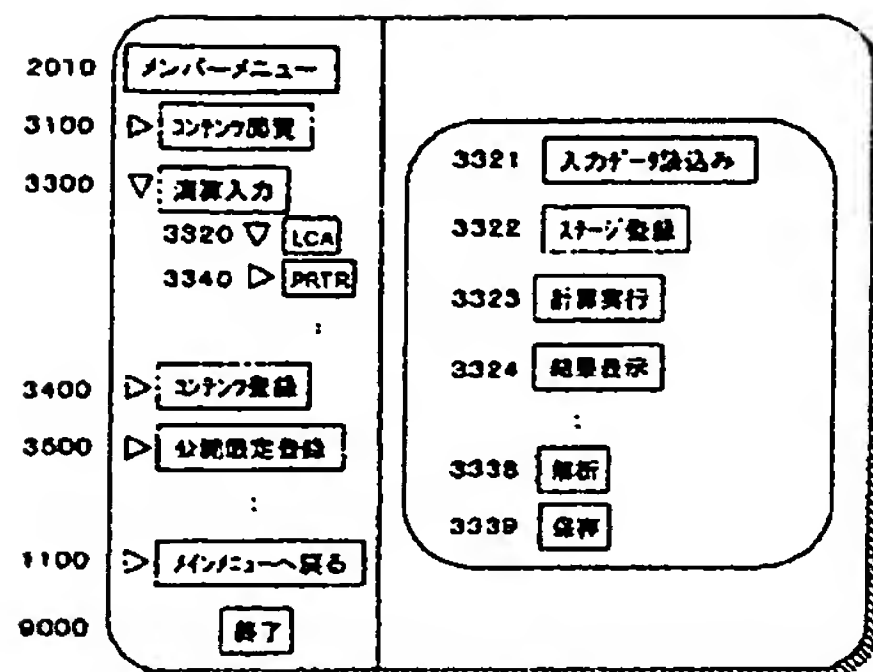 2010 メンバーメニュー
3100 ▷ コンテンツ閲覧
3300 ▽ 演算入力
3320 ▽ LCA
3340 ▷ PRTR
:
3400 ▷ コンテンツ登録
3500 ▷ 公開限定登録
:
1100 ▷ メインメニューへ戻る
9000 終了
3321 入力データ読込み
3322 ステージ登録
3323 計算実行
3324 結果表示
:
3338 解析
3339 保存